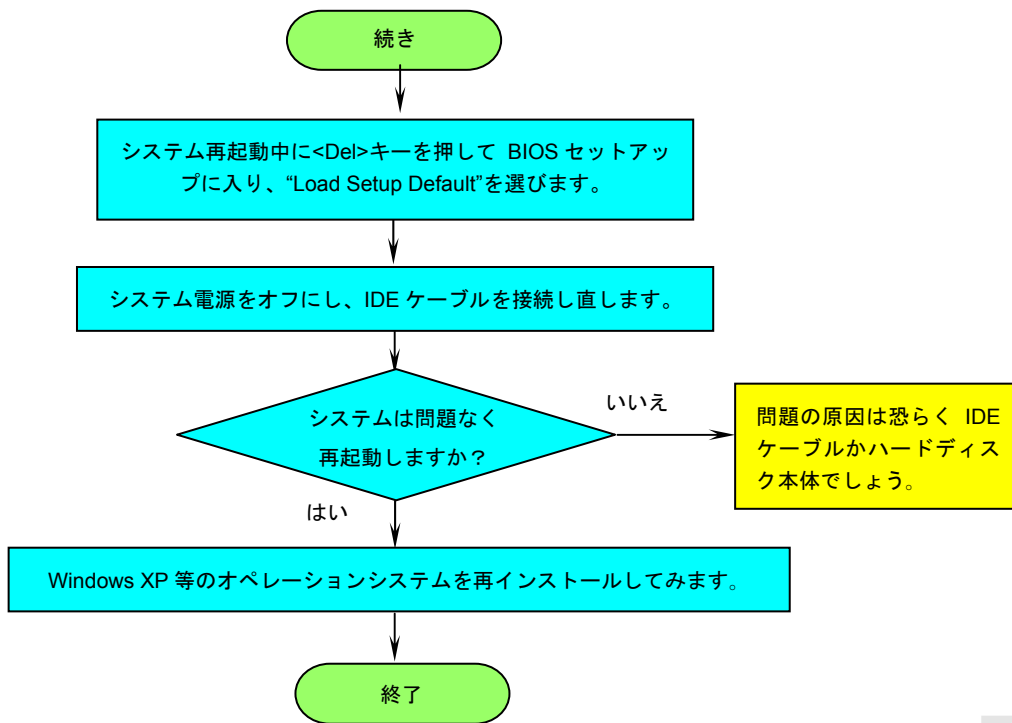 続き
システム再起動中に<Del>キーを押して BIOS セットアッ
プに入り、“Load Setup Default”を選びます。
システム電源をオフにし、IDE ケーブルを接続し直します。
システムは問題なく
再起動しますか？
いいえ
問題の原因は恐らく IDE
ケーブルかハードディス
ク本体でしょう。
はい
Windows XP 等のオペレーションシステムを再インストールしてみます。
終了